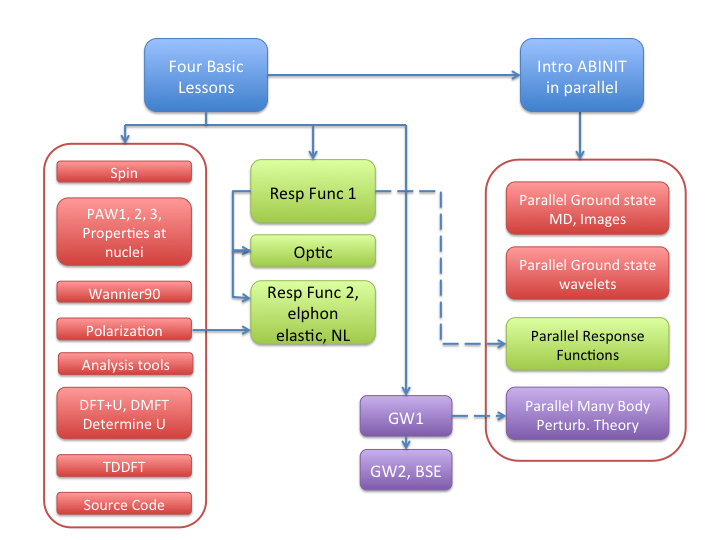 Four Basic
Lessons
Intro ABINIT
in parallel
Spin
PAW1, 2, 3,
Properties at
nuclei
Wannier90
Polarization
Analysis tools
DFT+U, DMFT
Determine U
TDDFT
Source Code
Resp Func 1
Optic
Resp Func 2,
elphon
elastic, NL
GW1
GW2, BSE
Parallel Ground state
MD, Images
Parallel Ground state
wavelets
Parallel Response
Functions
Parallel Many Body
Perturb. Theory